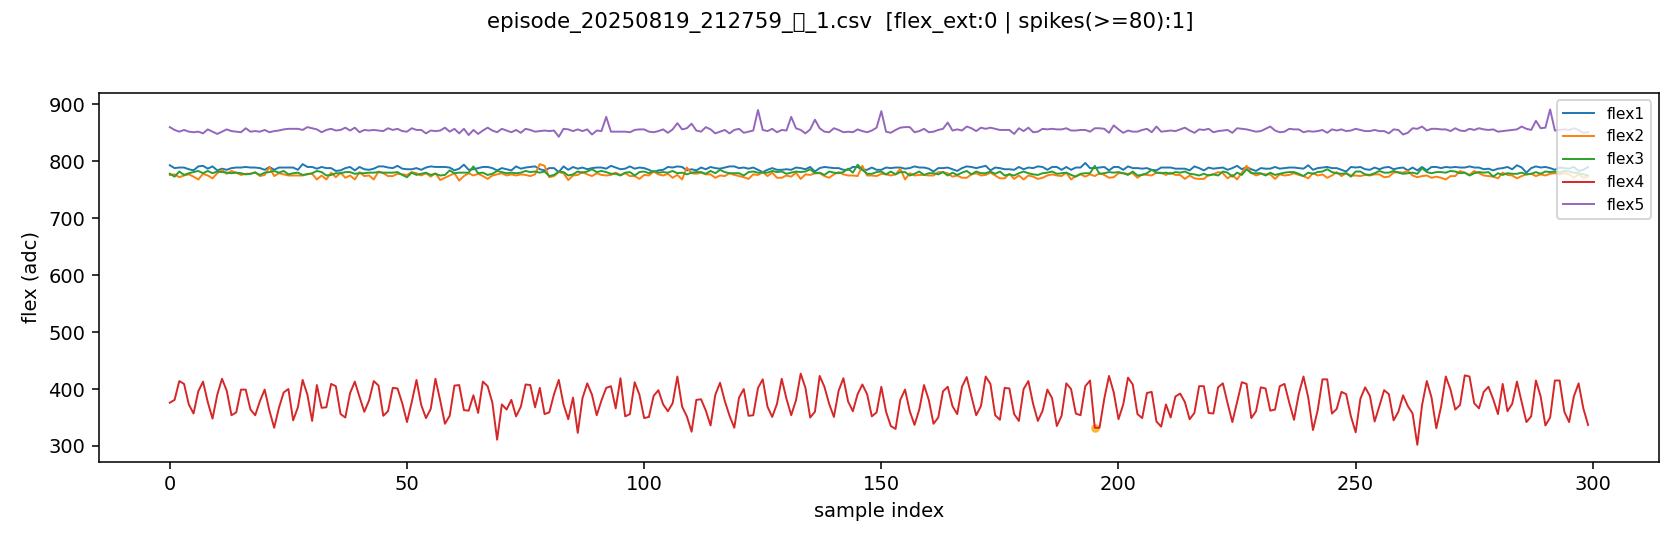 episode_20250819_212759_▯_1.csv [flex_ext:0 | spikes(>=80):1]
900
800
700
600
500
400
300
flex (adc)
flex1
flex2
flex3
flex4
flex5
0
50
100
150
200
250
300
sample index